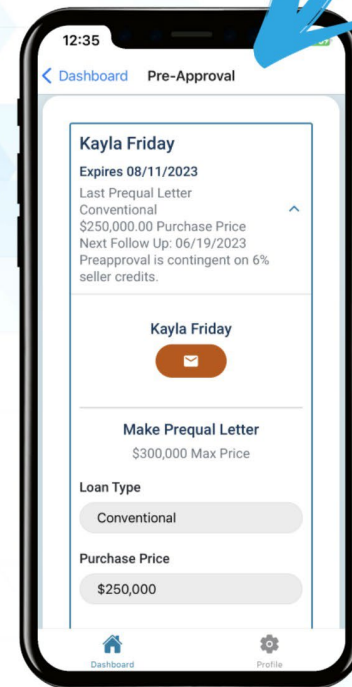 12:35
Dashboard Pre-Approval
Kayla Friday
Expires 08/11/2023
Last Prequal Letter
Conventional
$250,000.00 Purchase Price
Next Follow Up: 06/19/2023
Preapproval is contingent on 6%
seller credits.
Kayla Friday
Make Prequal Letter
$300,000 Max Price
Loan Type
Conventional
Purchase Price
$250,000
Dashboard Profile